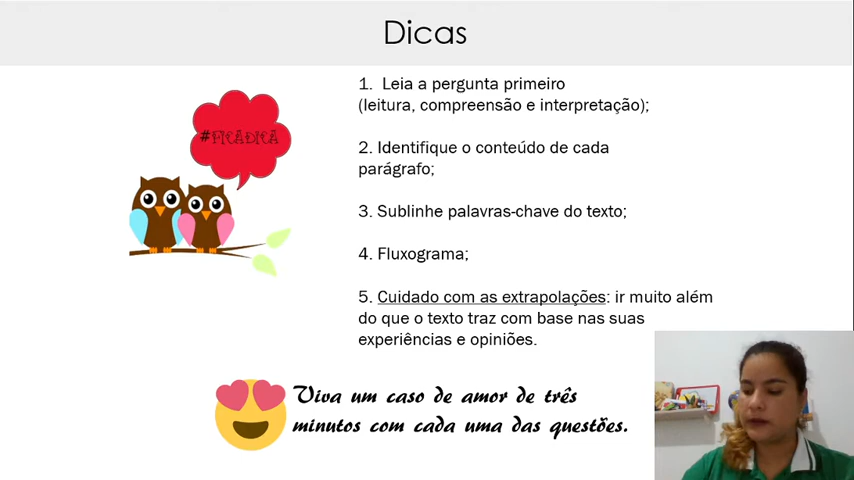 Dicas
#FICADICA
1. Leia a pergunta primeiro
(leitura, compreensão e interpretação);
2. Identifique o conteúdo de cada
parágrafo;
3. Sublinhe palavras-chave do texto;
4. Fluxograma;
5. Cuidado com as extrapolações: ir muito além
do que o texto traz com base nas suas
experiências e opiniões.
Viva um caso de amor de três
minutos com cada uma das questões.